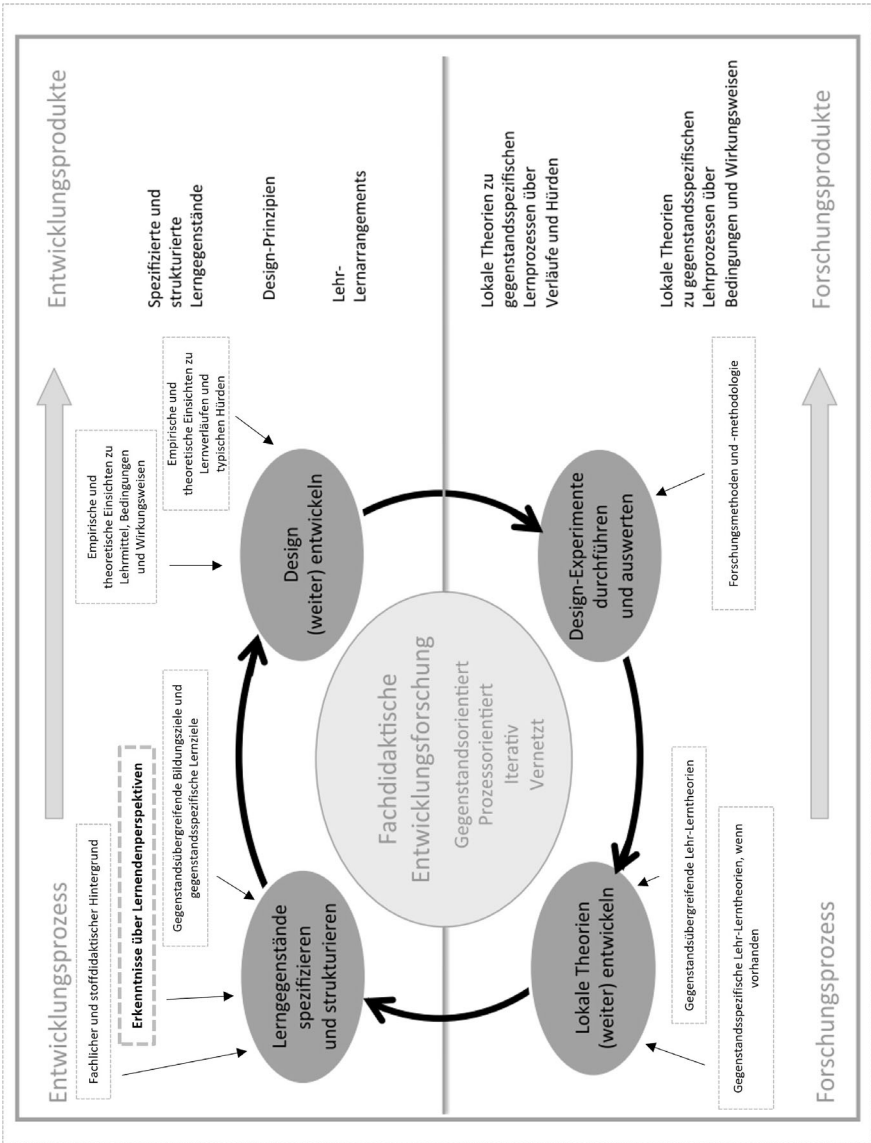 Entwicklungsprozess
Entwicklungsprodukte
Fachlicher und stoffdidaktischer Hintergrund
Erkenntnisse über Lernendenperspektiven
Gegenstandsübergreifende Bildungsziele und
gegenstandsspezifische Lernziele
Empirische und
theoretische Einsichten zu
Lehrmittel, Bedingungen
und Wirkungsweisen
Empirische und
theoretische Einsichten zu
Lernverläufen und
typischen Hürden
Lerngegenstände
spezifizieren
und strukturieren
Design
(weiter) entwickeln
Spezifizierte und
strukturierte
Lerngegenstände
Design-Prinzipien
Lehr-
Lernarrangements
Fachdidaktische
Entwicklungsforschung
Gegenstandsorientiert
Prozessorientiert
Iterativ
Vernetzt
Lokale Theorien
(weiter) entwickeln
Design-Experimente
durchführen
und auswerten
Lokale Theorien zu
gegenstandsspezifischen
Lernprozessen über
Verläufe und Hürden
Lokale Theorien
zu gegenstandsspezifischen
Lehrprozessen über
Bedingungen und Wirkungsweisen
Gegenstandsübergreifende Lehr-Lerntheorien
Gegenstandsspezifische Lehr-Lerntheorien, wenn
vorhanden
Forschungsmethoden und -methodologie
Forschungsprozess
Forschungsprodukte